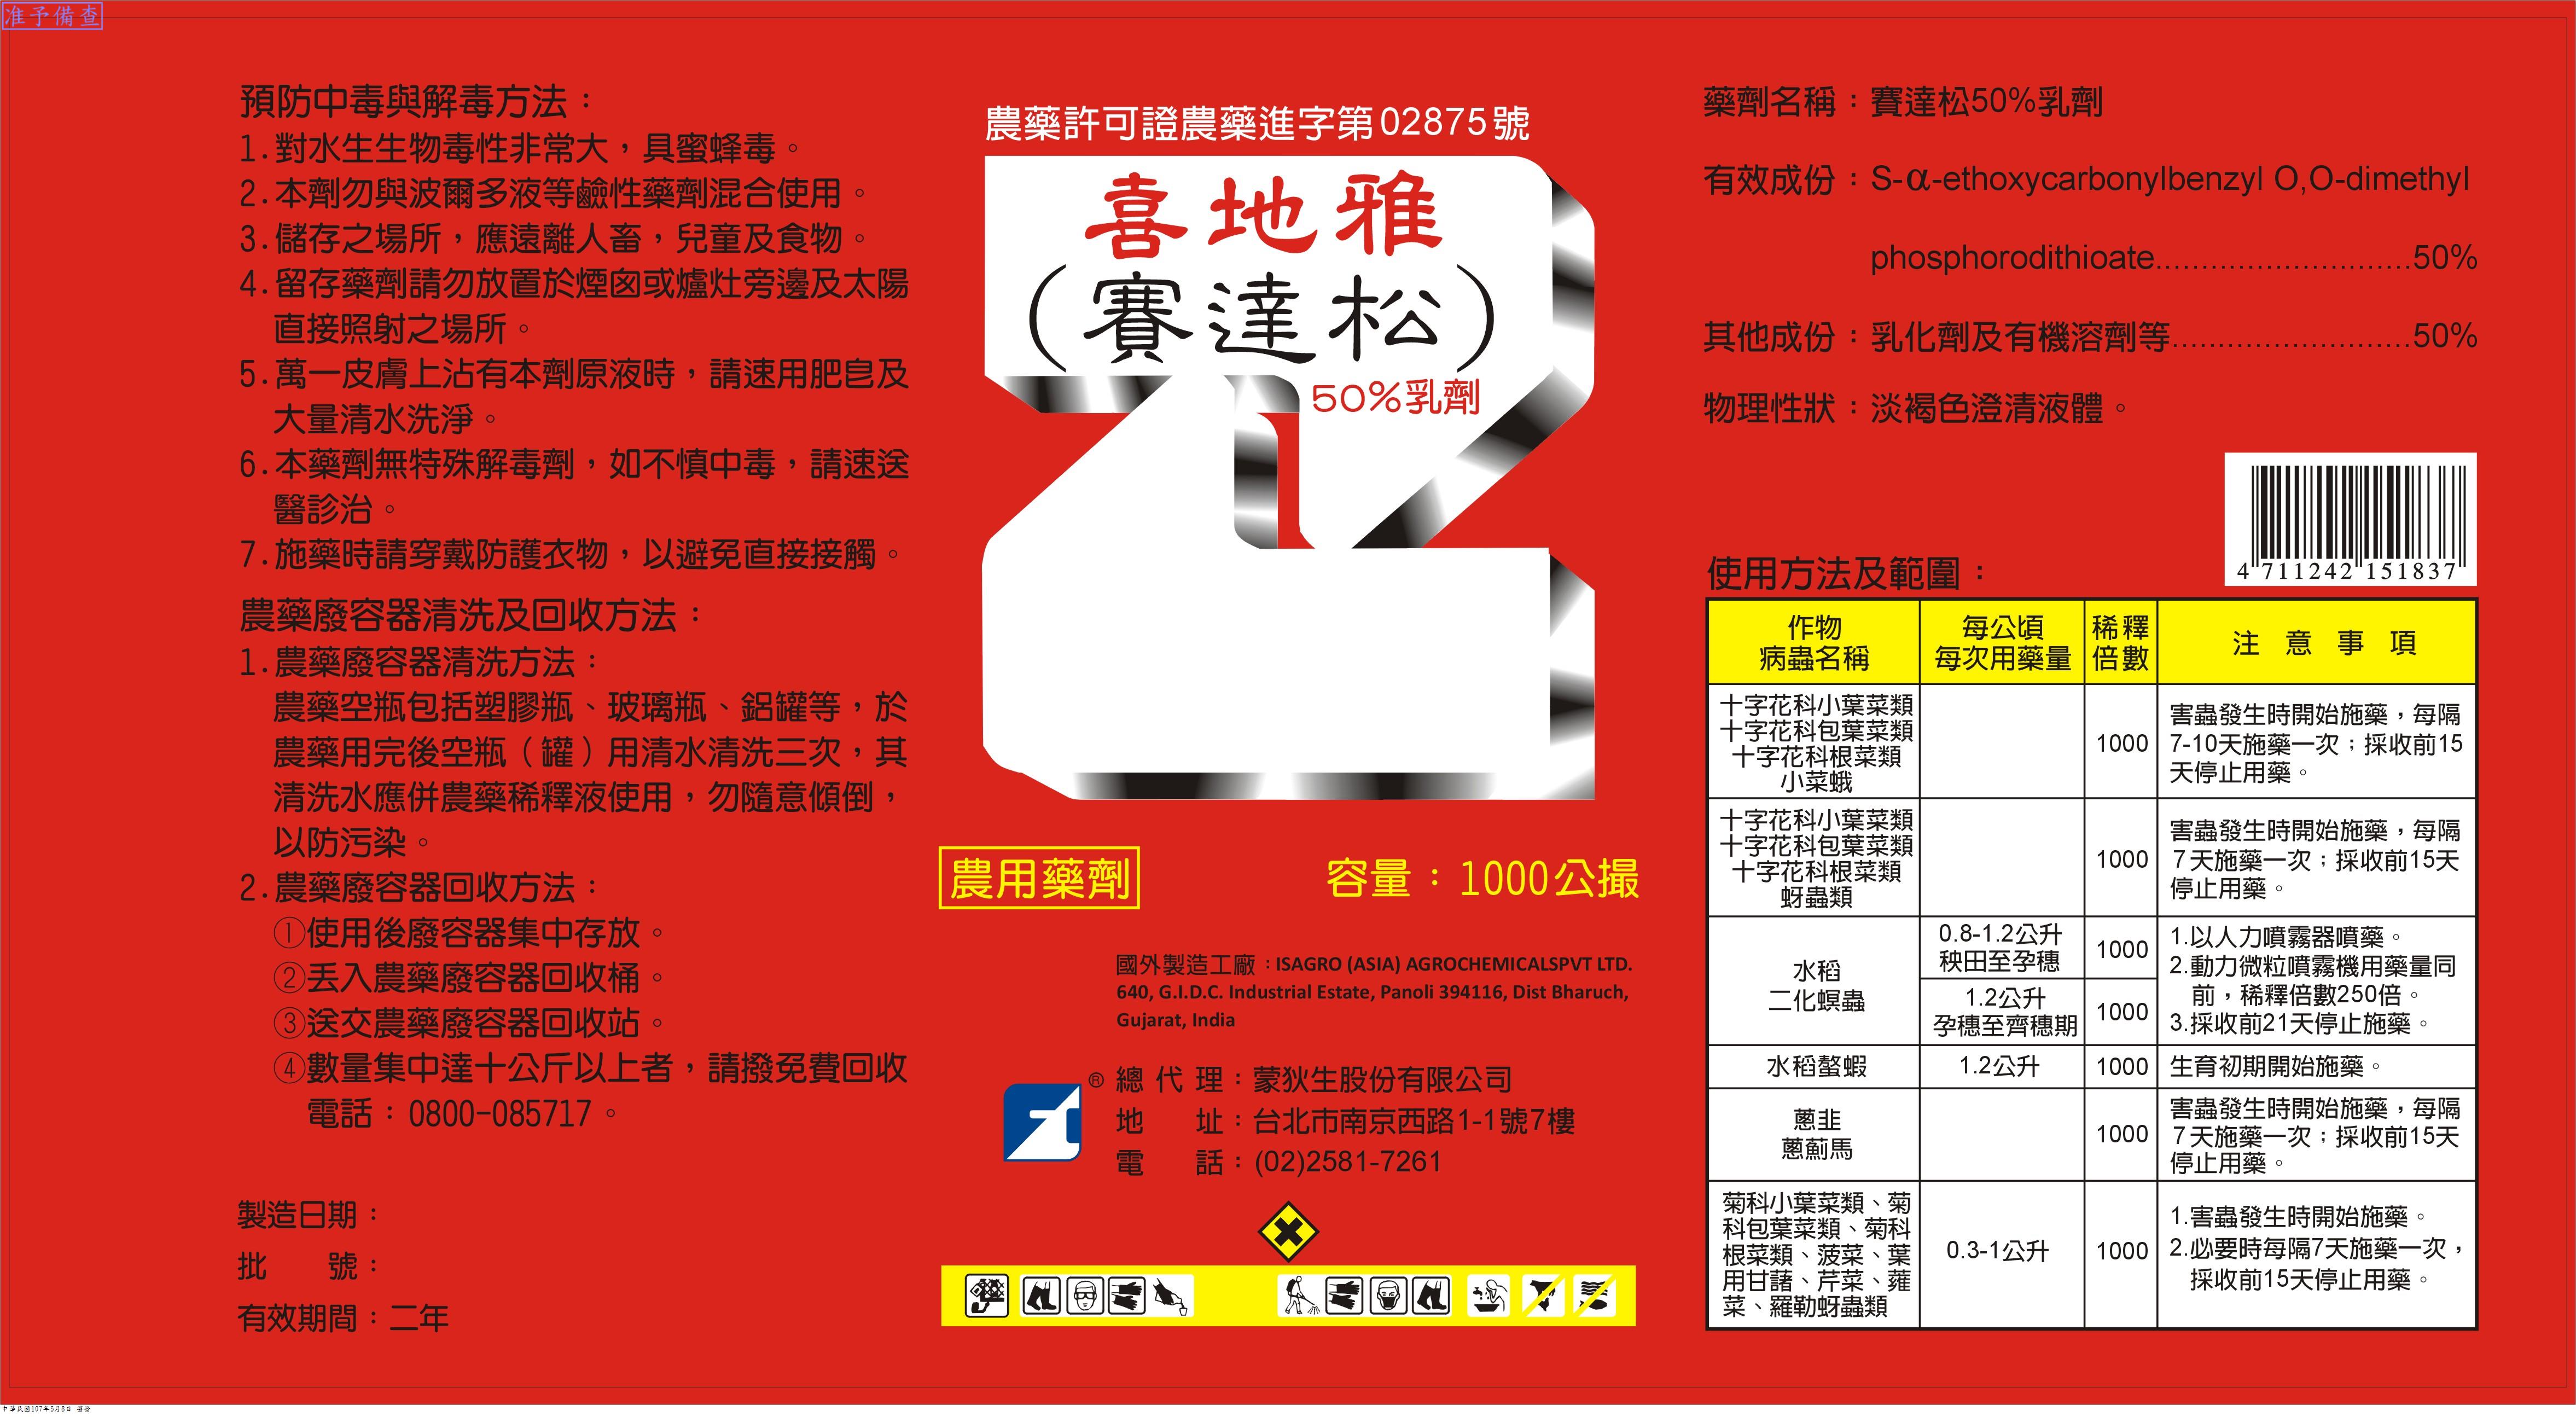 准予備查
預防中毒與解毒方法：
1.對水生生物毒性非常大，具蜜蜂毒。
2.本劑勿與波爾多液等鹼性藥劑混合使用。
3.儲存之場所，應遠離人畜，兒童及食物。
4.留存藥劑請勿放置於煙囪或爐灶旁邊及太陽
直接照射之場所。
5.萬一皮膚上沾有本劑原液時，請速用肥皂及
大量清水洗淨。
6.本藥劑無特殊解毒劑，如不慎中毒，請速送
醫診治。
7.施藥時請穿戴防護衣物，以避免直接接觸。
農藥廢容器清洗及回收方法：
1.農藥廢容器清洗方法：
農藥空瓶包括塑膠瓶、玻璃瓶、鋁罐等，於
農藥用完後空瓶（罐）用清水清洗三次，其
清洗水應併農藥稀釋液使用，勿隨意傾倒，
以防污染。
2.農藥廢容器回收方法：
①使用後廢容器集中存放。
②丟入農藥廢容器回收桶。
③送交農藥廢容器回收站。
④數量集中達十公斤以上者，請撥免費回收
電話：0800-085717。
製造日期：
批　　號：
有效期間：二年
農藥許可證農藥進字第02875號
喜地雅
(賽達松)
50%乳劑
農用藥劑
容量：1000公撮
國外製造工廠：ISAGRO (ASIA) AGROCHEMICALSPVT LTD.
640, G.I.D.C. Industrial Estate, Panoli 394116, Dist Bharuch,
Gujarat, India
® 總代理：蒙狄生股份有限公司
地　　址：台北市南京西路1-1號7樓
電　　話：(02)2581-7261
藥劑名稱：賽達松50%乳劑
有效成份：S-α-ethoxycarbonylbenzyl O,O-dimethyl
phosphorodithioate............................50%
其他成份：乳化劑及有機溶劑等..........................50%
物理性狀：淡褐色澄清液體。
4 711242 151837
使用方法及範圍：
作物
病蟲名稱
每公頃
每次用藥量
稀釋
倍數
注意事項
十字花科小葉菜類
十字花科包葉菜類
十字花科根菜類
小菜蛾
1000
害蟲發生時開始施藥，每隔
7-10天施藥一次；採收前15
天停止用藥。
十字花科小葉菜類
十字花科包葉菜類
十字花科根菜類
蚜蟲類
1000
害蟲發生時開始施藥，每隔
7天施藥一次；採收前15天
停止用藥。
水稻
二化螟蟲
0.8-1.2公升
秧田至孕穗
1000
1.2公升
孕穗至齊穗期
1000
1.以人力噴霧器噴藥。
2.動力微粒噴霧機用藥量同
前，稀釋倍數250倍。
3.採收前21天停止施藥。
水稻螯蝦
1.2公升
1000
生育初期開始施藥。
蔥韭
蔥薊馬
1000
害蟲發生時開始施藥，每隔
7天施藥一次；採收前15天
停止用藥。
菊科小葉菜類、菊
科包葉菜類、菊科
根菜類、菠菜、葉
用甘諸、芹菜、蕹
菜、羅勒蚜蟲類
0.3-1公升
1000
1.害蟲發生時開始施藥。
2.必要時每隔7天施藥一次，
採收前15天停止用藥。
中華民國107年5月8日 簽發